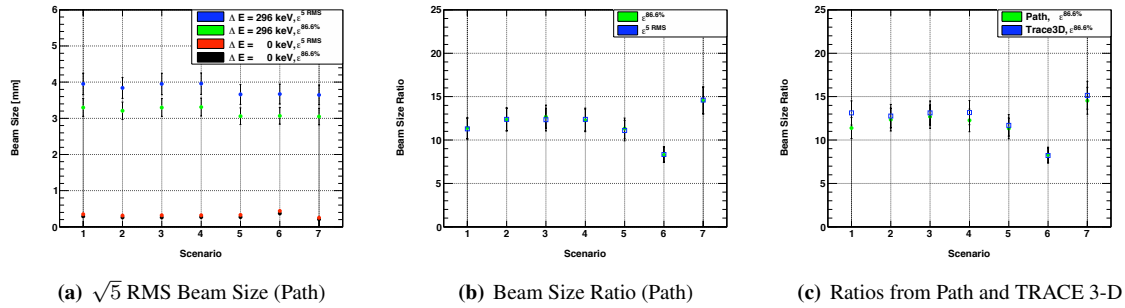 Δ E = 296 keV, ε^5 RMS
Δ E = 296 keV, ε^86.6%
Δ E = 0 keV, ε^5 RMS
Δ E = 0 keV, ε^86.6%
Beam Size [mm]
6
5
4
3
2
1
0
1 2 3 4 5 6 7
Scenario
(a) √5 RMS Beam Size (Path)
ε^86.6%
ε^5 RMS
Beam Size Ratio
25
20
15
10
5
0
1 2 3 4 5 6 7
Scenario
(b) Beam Size Ratio (Path)
Path, ε^86.6%
Trace3D, ε^86.6%
Beam Size Ratio
25
20
15
10
5
0
1 2 3 4 5 6 7
Scenario
(c) Ratios from Path and TRACE 3-D